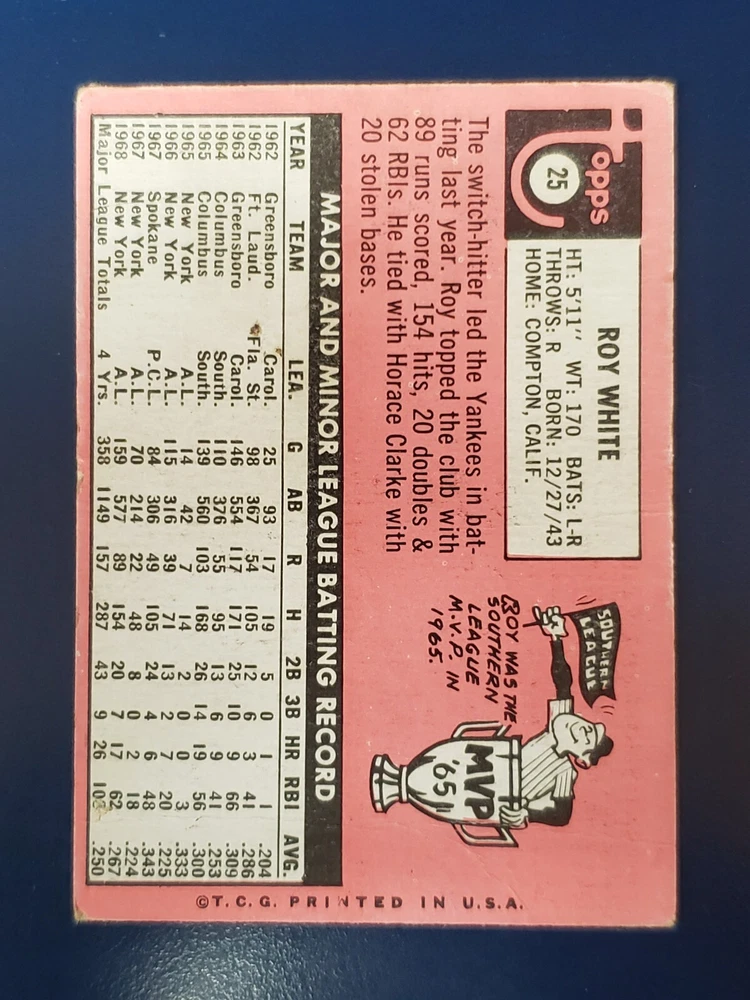 Topps
25
ROY WHITE
HT: 5'11" WT: 170 BATS: L-R
THROWS: R BORN: 12/27/43
HOME: COMPTON, CALIF.
The switch-hitter led the Yankees in bat-
ting last year. Roy topped the club with
89 runs scored, 154 hits, 20 doubles &
62 RBIs. He tied with Horace Clarke with
20 stolen bases.
SOUTHERN
LEAGUE
ROY WAS THE
SOUTHERN
LEAGUE
M.V.P. IN
1965.
MVP
'65
MAJOR AND MINOR LEAGUE BATTING RECORD
YEAR TEAM LEA. G AB R H 2B 3B HR RBI AVG.
1962 Greensboro Carol. 25 93 17 19 5 0 1 1 .204
1962 Ft. Laud. Fla. St. 98 367 54 105 12 6 3 41 .286
1963 Greensboro Carol. 146 554 117 171 25 10 9 66 .309
1964 Columbus South. 110 376 55 95 13 6 9 41 .253
1965 Columbus South. 139 560 103 168 26 14 19 56 .300
1965 New York A.L. 14 42 7 14 2 0 0 3 .333
1966 New York A.L. 115 316 39 71 13 2 7 20 .225
1967 Spokane P.C.L. 84 306 49 105 24 4 6 48 .343
1967 New York A.L. 70 214 22 48 8 0 2 18 .224
1968 New York A.L. 159 577 89 154 20 7 17 62 .267
Major League Totals 4 Yrs. 358 1149 157 287 43 9 26 103 .250
©T.C.G. PRINTED IN U.S.A.